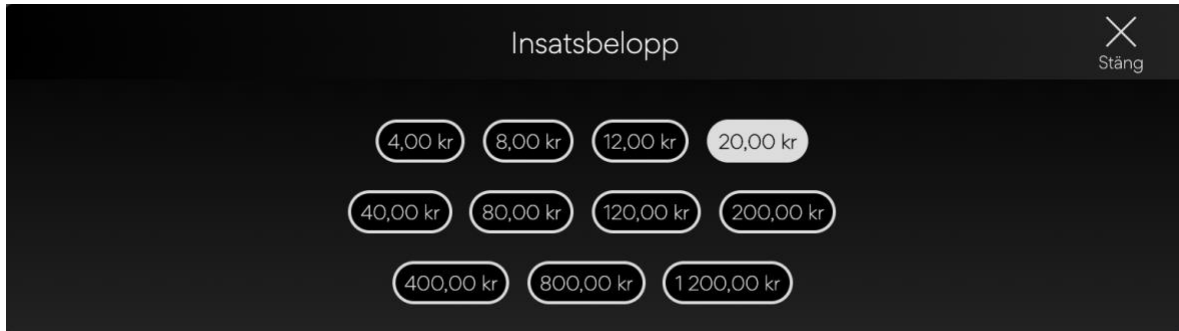 Insatsbelopp
Stäng
4,00 kr 8,00 kr 12,00 kr 20,00 kr
40,00 kr 80,00 kr 120,00 kr 200,00 kr
400,00 kr 800,00 kr 1 200,00 kr